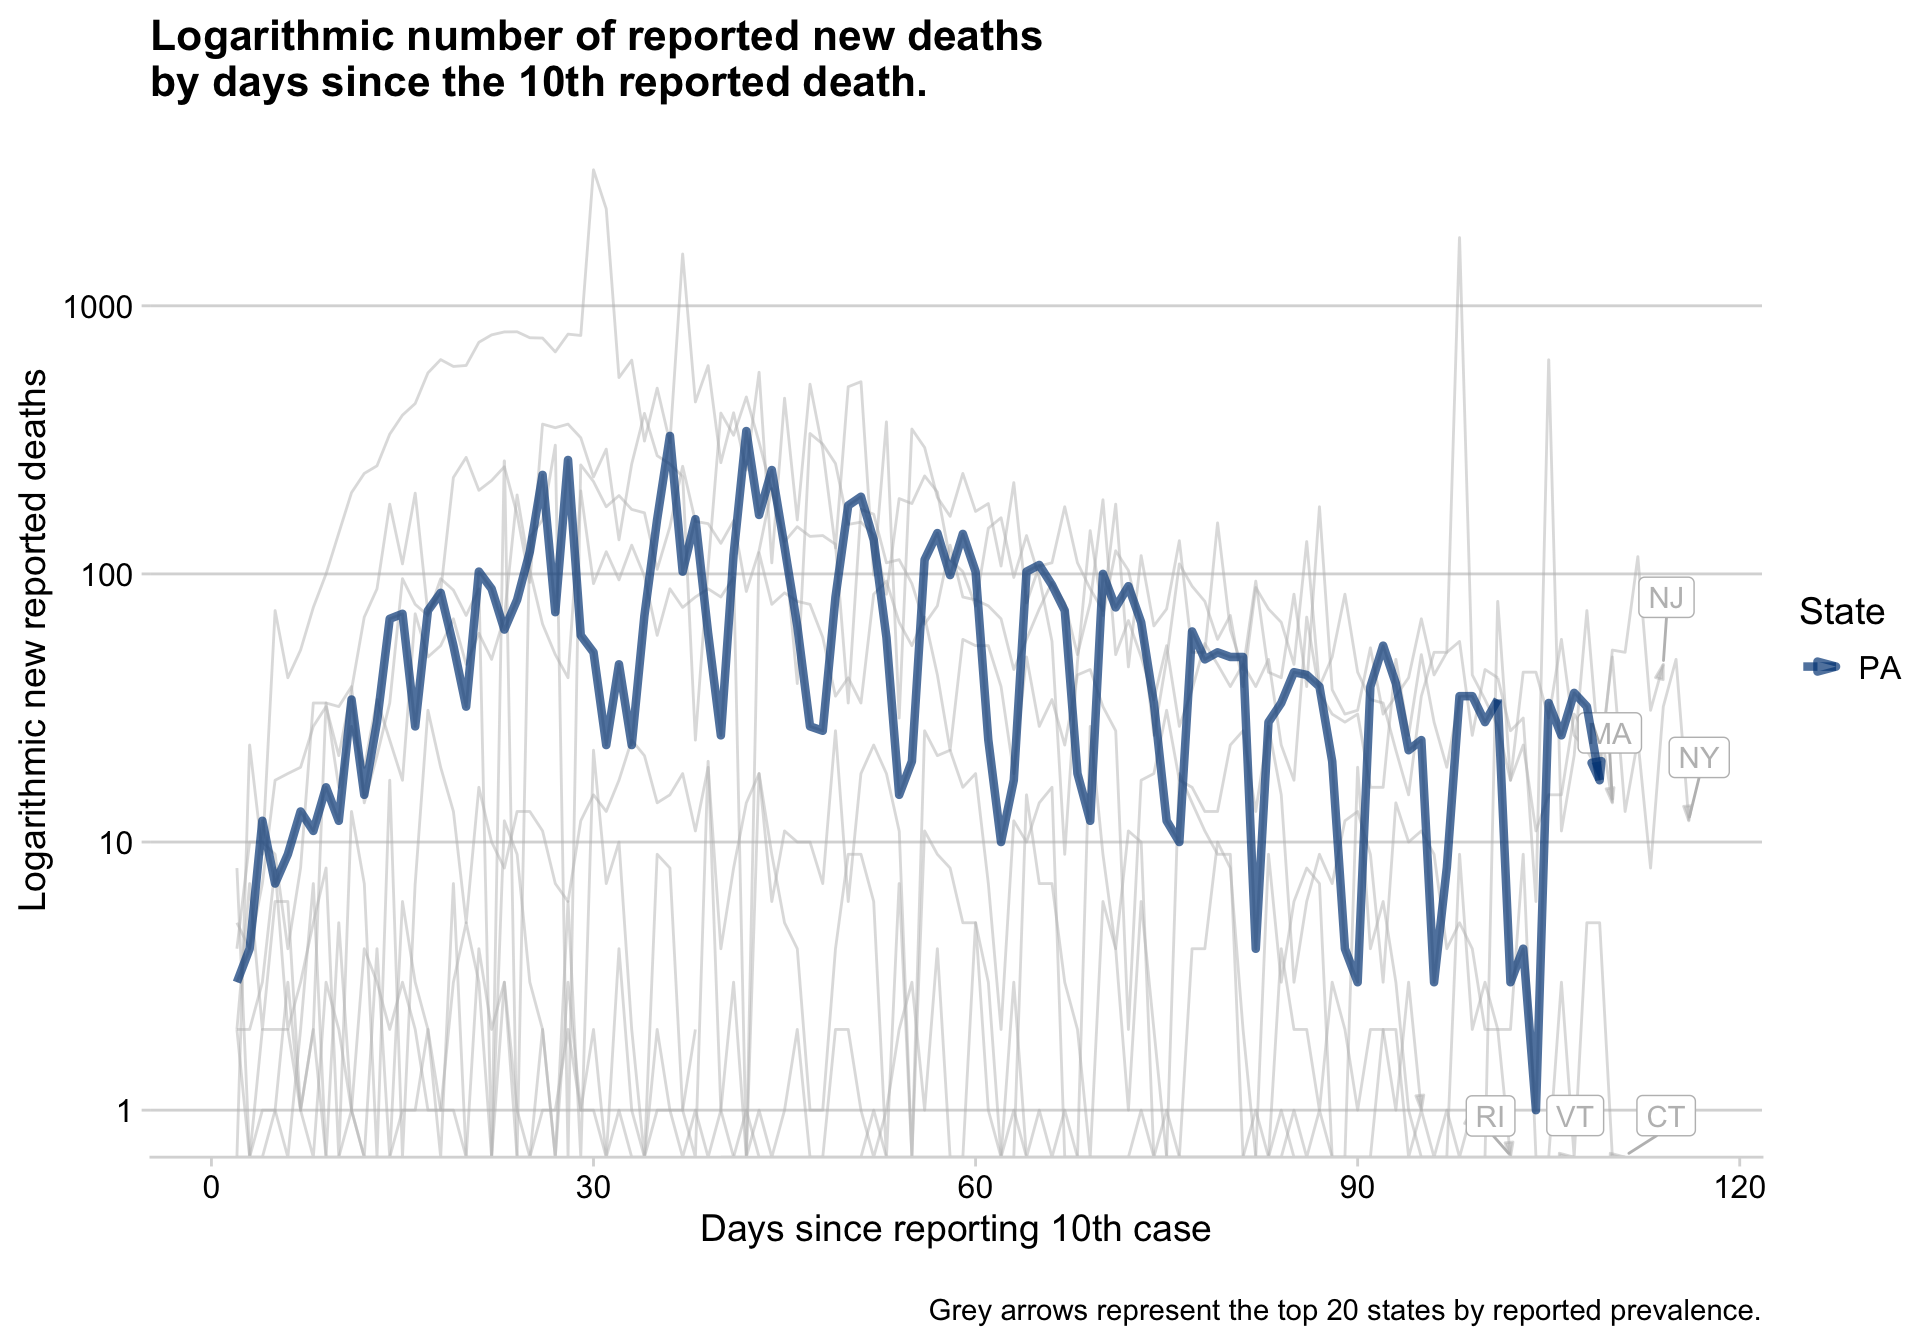 Logarithmic number of reported new deaths
by days since the 10th reported death.
Logarithmic new reported deaths
1000
100
10
1
0
30
60
90
120
Days since reporting 10th case
NJ
MA
NY
RI
VT
CT
State
PA
Grey arrows represent the top 20 states by reported prevalence.